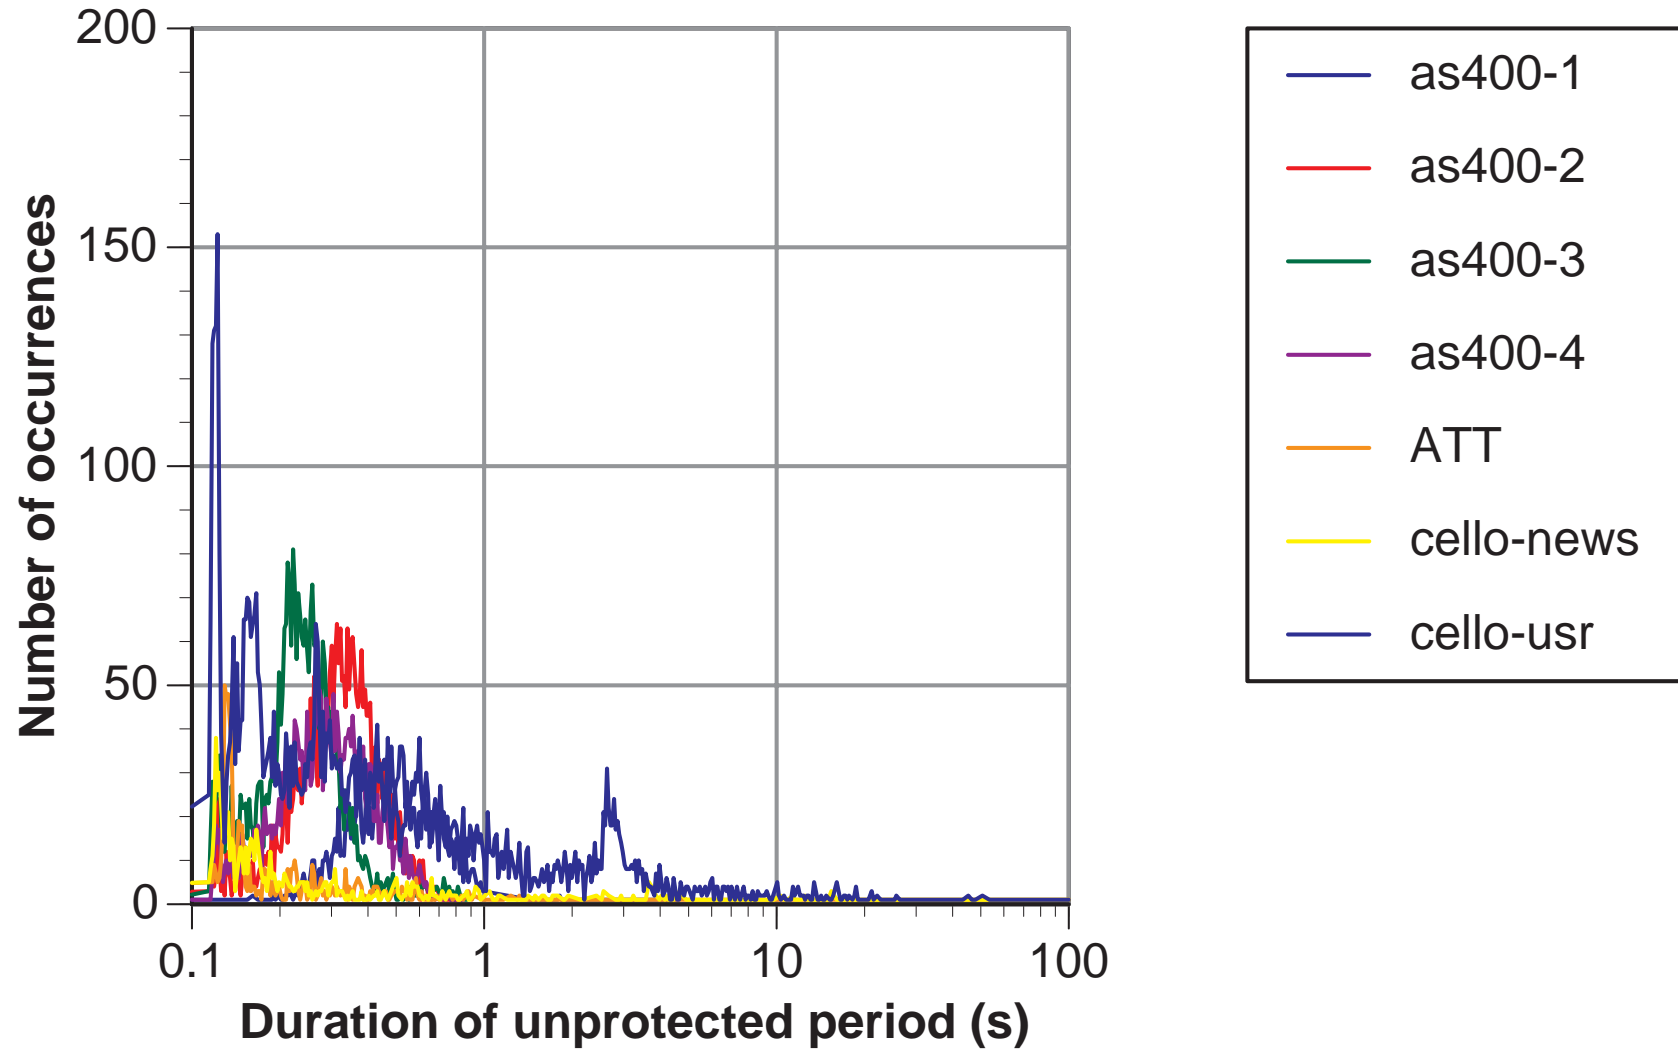 200
150
100
50
0
0.1
1
10
100
Number of occurrences
Duration of unprotected period (s)
as400-1
as400-2
as400-3
as400-4
ATT
cello-news
cello-usr